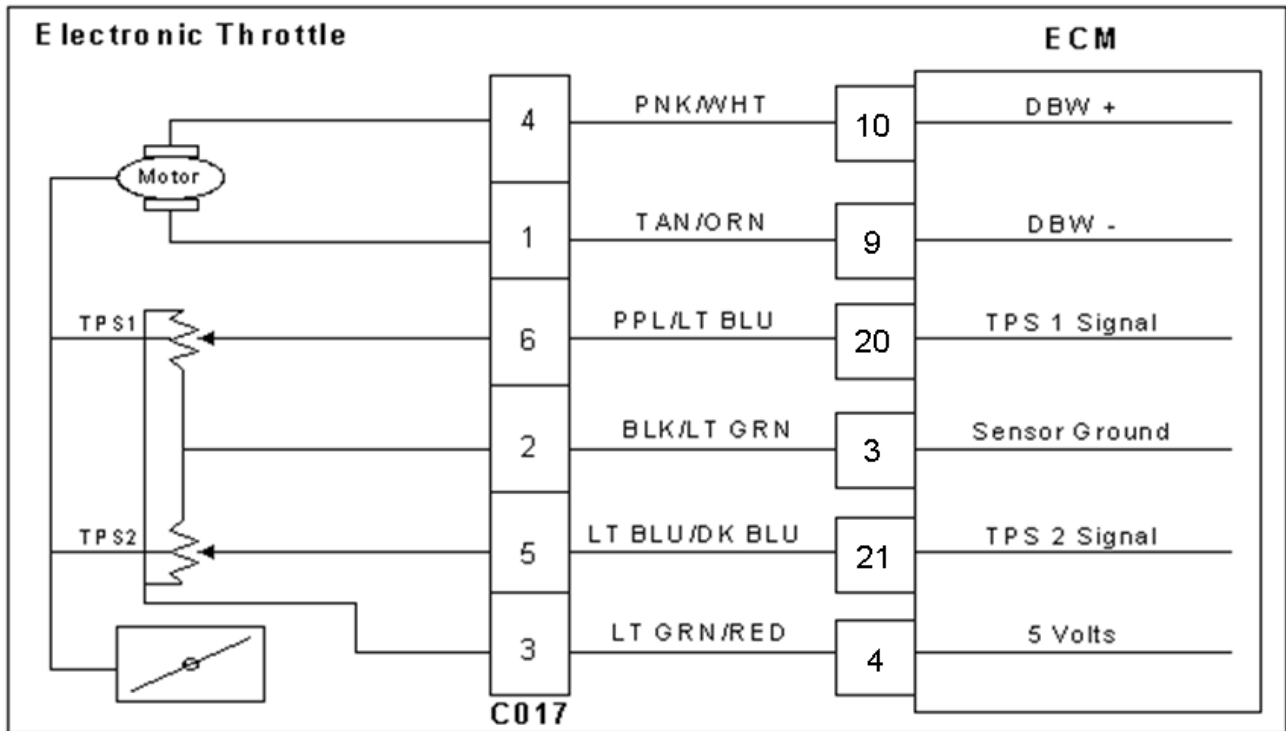 Electronic Throttle
ECM
4 PNK/WHT 10 DBW +
Motor
1 TAN/ORN 9 DBW -
TPS1 6 PPL/LT BLU 20 TPS 1 Signal
2 BLK/LT GRN 3 Sensor Ground
TPS2 5 LT BLU/DK BLU 21 TPS 2 Signal
3 LT GRN/RED 4 5 Volts
C017